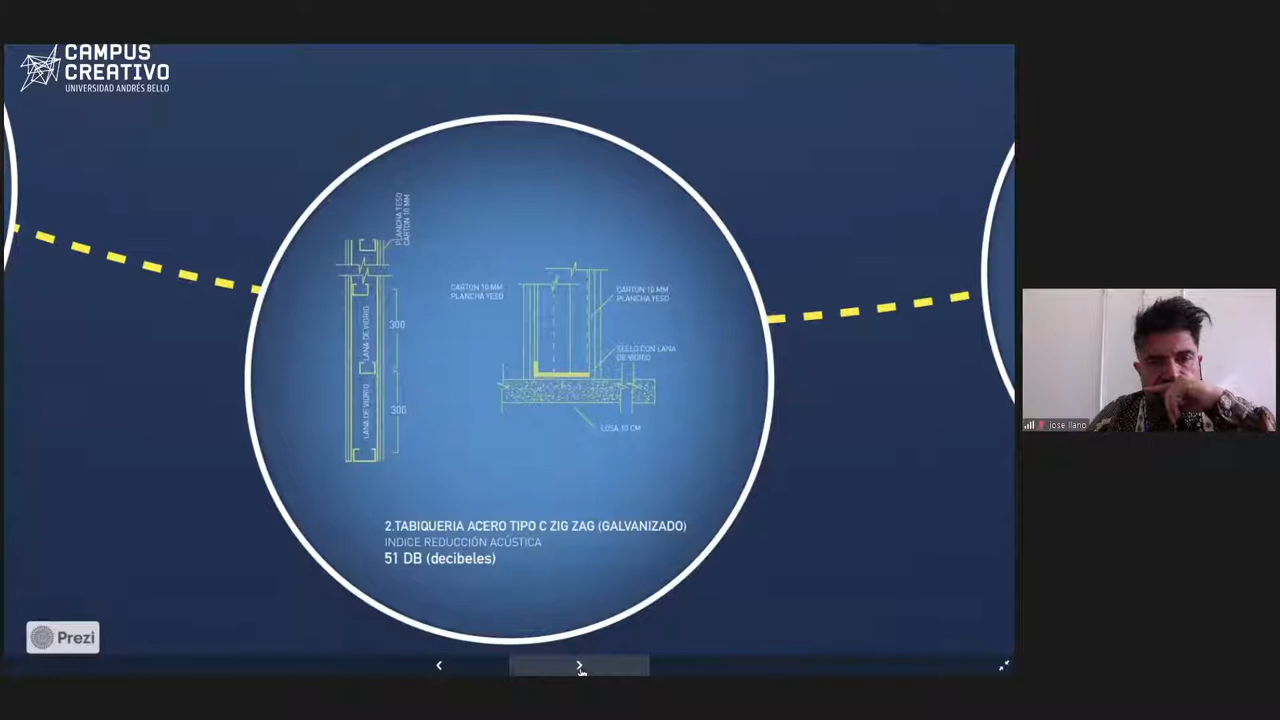 CAMPUS
CREATIVO
UNIVERSIDAD ANDRÉS BELLO
PLANCHA YESO
CARTON 10 MM
300
LANA DE VIDRIO
300
LANA DE VIDRIO
CARTON 10 MM
PLANCHA YESO
CARTON 10 MM
PLANCHA YESO
SELLO CON LANA
DE VIDRIO
LOSA 10 CM
2.TABIQUERIA ACERO TIPO C ZIG ZAG (GALVANIZADO)
INDICE REDUCCIÓN ACÚSTICA
51 DB (decibeles)
Prezi
jose llano